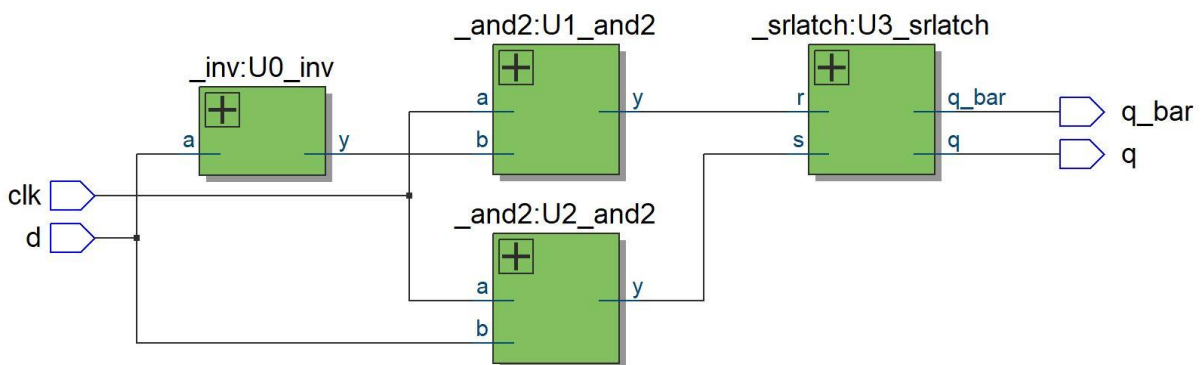 _and2:U1_and2
_srlatch:U3_srlatch
_inv:U0_inv
a
y
r
q_bar
q_bar
a
y
b
s
q
q
clk
d
_and2:U2_and2
a
y
b